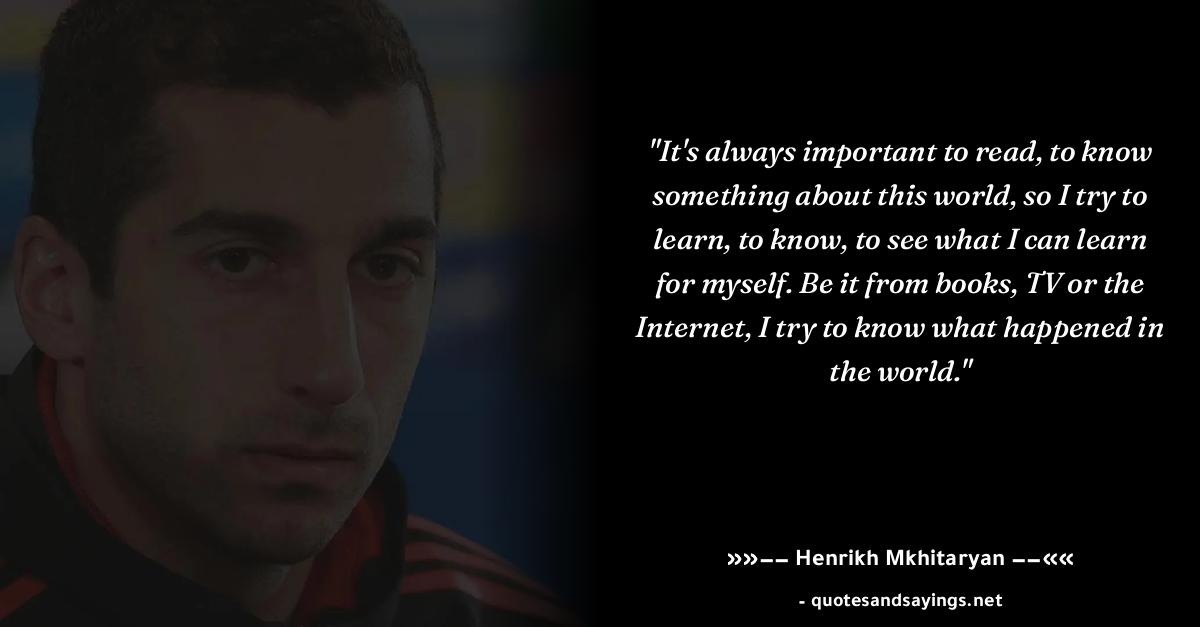 "It's always important to read, to know
something about this world, so I try to
learn, to know, to see what I can learn
for myself. Be it from books, TV or the
Internet, I try to know what happened in
the world."
»»–– Henrikh Mkhitaryan ––««
- quotesandsayings.net